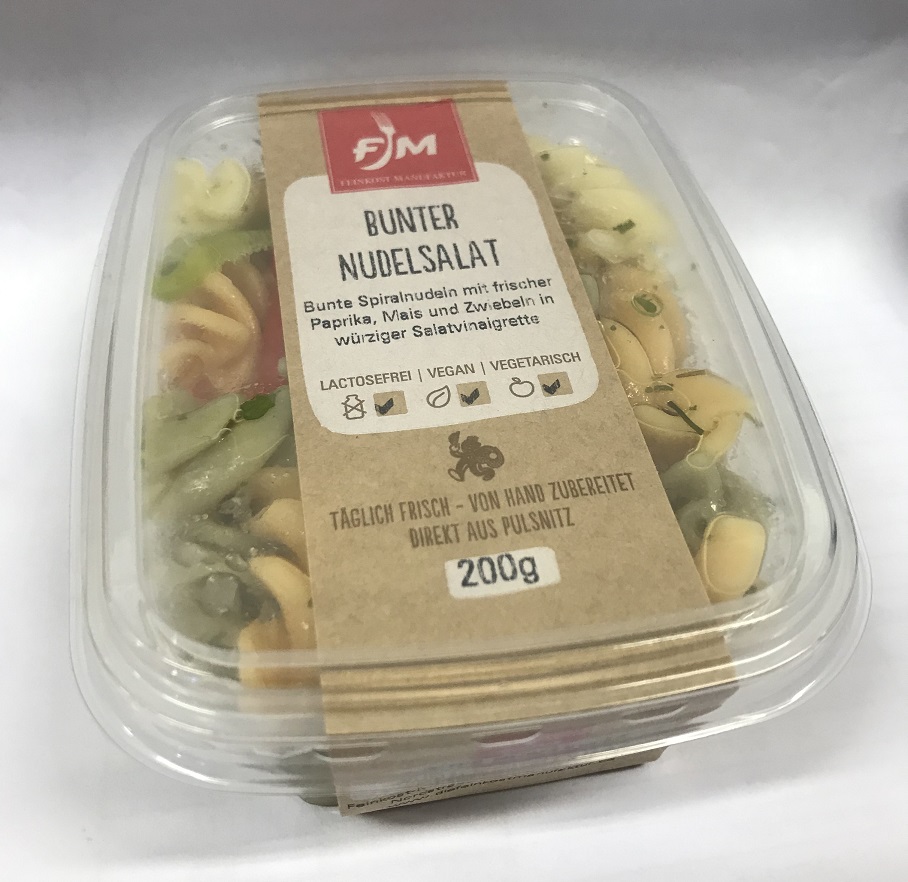 FJM
FEINKOST MANUFAKTUR
BUNTER
NUDELSALAT
Bunte Spiralnudeln mit frischer
Paprika, Mais und Zwiebeln in
würziger Salatvinaigrette
LACTOSEFREI | VEGAN | VEGETARISCH
TÄGLICH FRISCH - VON HAND ZUBEREITET
DIREKT AUS PULSNITZ
200g